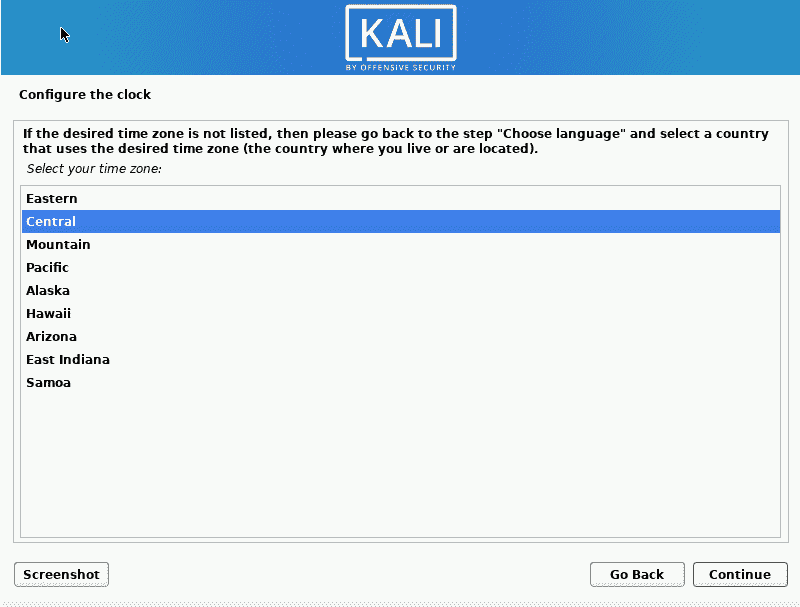 KALI
BY OFFENSIVE SECURITY
Configure the clock
If the desired time zone is not listed, then please go back to the step "Choose language" and select a country
that uses the desired time zone (the country where you live or are located).
Select your time zone:
Eastern
Central
Mountain
Pacific
Alaska
Hawaii
Arizona
East Indiana
Samoa
Screenshot
Go Back
Continue